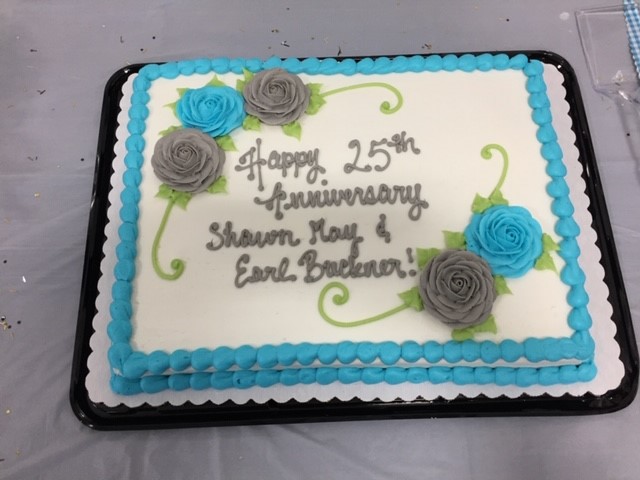 Happy 25th
Anniversary
Shawn May &
Earl Buckner!